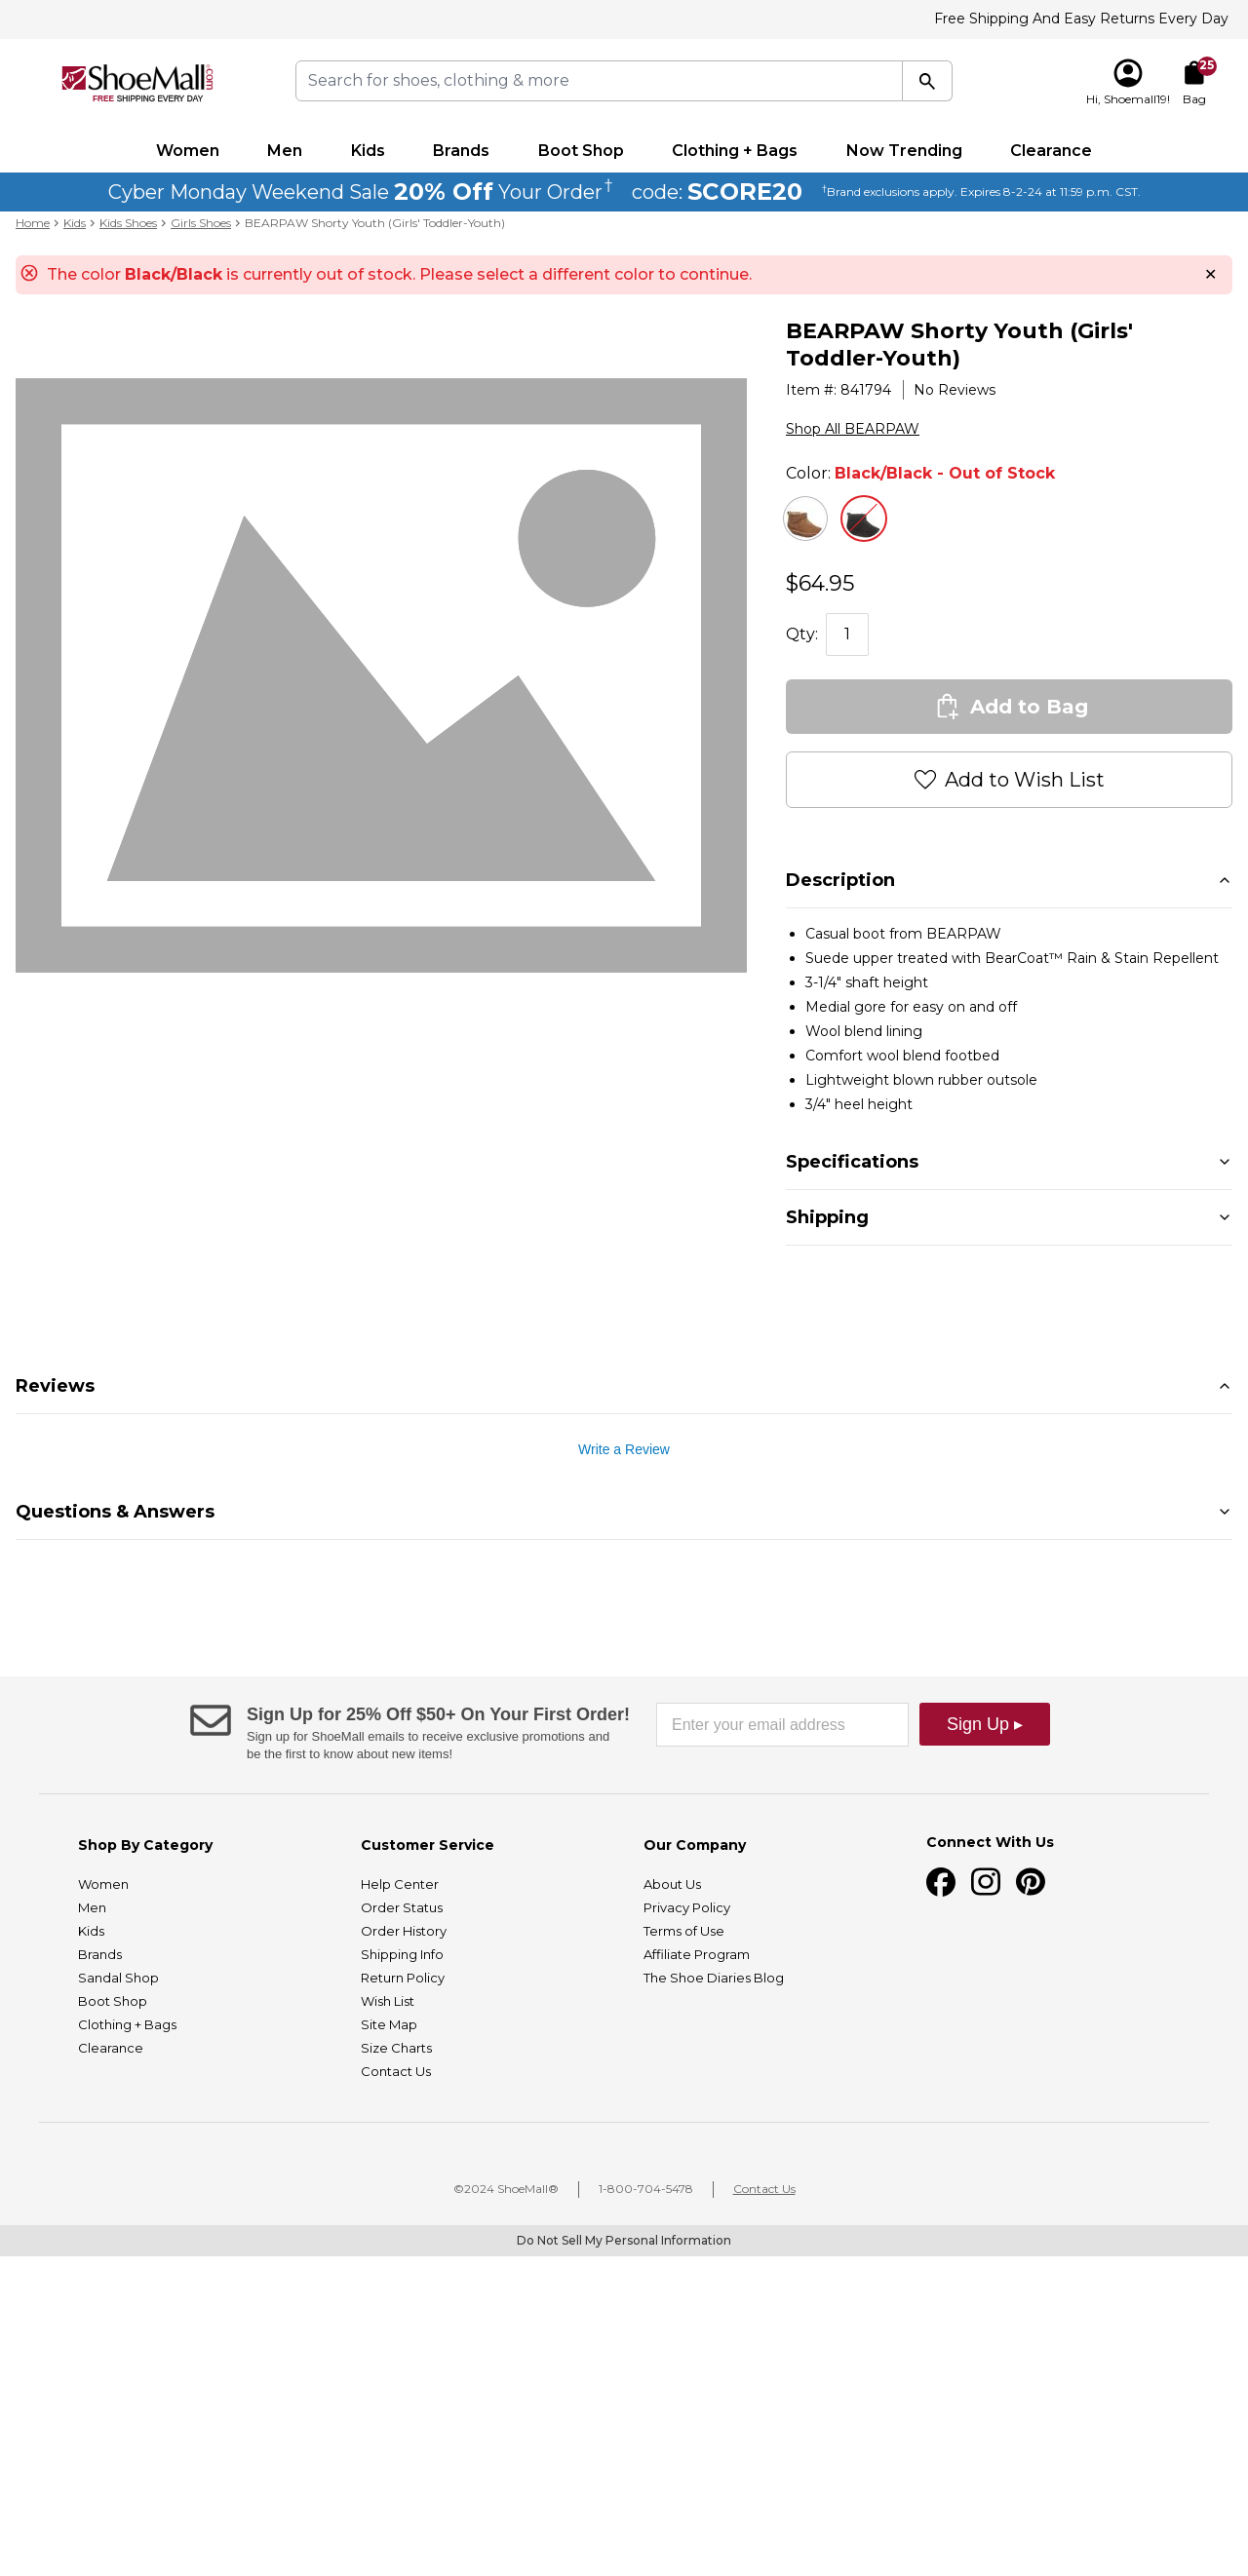 Free Shipping And Easy Returns Every Day
ShoeMall.com
FREE SHIPPING EVERY DAY
Search for shoes, clothing & more
Hi, Shoemall19!
25
Bag
Women Men Kids Brands Boot Shop Clothing + Bags Now Trending Clearance
Cyber Monday Weekend Sale 20% Off Your Order† code: SCORE20 †Brand exclusions apply. Expires 8-2-24 at 11:59 p.m. CST.
Home > Kids > Kids Shoes > Girls Shoes > BEARPAW Shorty Youth (Girls' Toddler-Youth)
The color Black/Black is currently out of stock. Please select a different color to continue.
BEARPAW Shorty Youth (Girls'
Toddler-Youth)
Item #: 841794 No Reviews
Shop All BEARPAW
Color: Black/Black - Out of Stock
$64.95
Qty: 1
Add to Bag
Add to Wish List
Description
• Casual boot from BEARPAW
• Suede upper treated with BearCoat™ Rain & Stain Repellent
• 3-1/4" shaft height
• Medial gore for easy on and off
• Wool blend lining
• Comfort wool blend footbed
• Lightweight blown rubber outsole
• 3/4" heel height
Specifications
Shipping
Reviews
Write a Review
Questions & Answers
Sign Up for 25% Off $50+ On Your First Order!
Sign up for ShoeMall emails to receive exclusive promotions and
be the first to know about new items!
Enter your email address
Sign Up ▸
Shop By Category
Women
Men
Kids
Brands
Sandal Shop
Boot Shop
Clothing + Bags
Clearance
Customer Service
Help Center
Order Status
Order History
Shipping Info
Return Policy
Wish List
Site Map
Size Charts
Contact Us
Our Company
About Us
Privacy Policy
Terms of Use
Affiliate Program
The Shoe Diaries Blog
Connect With Us
©2024 ShoeMall® 1-800-704-5478 Contact Us
Do Not Sell My Personal Information